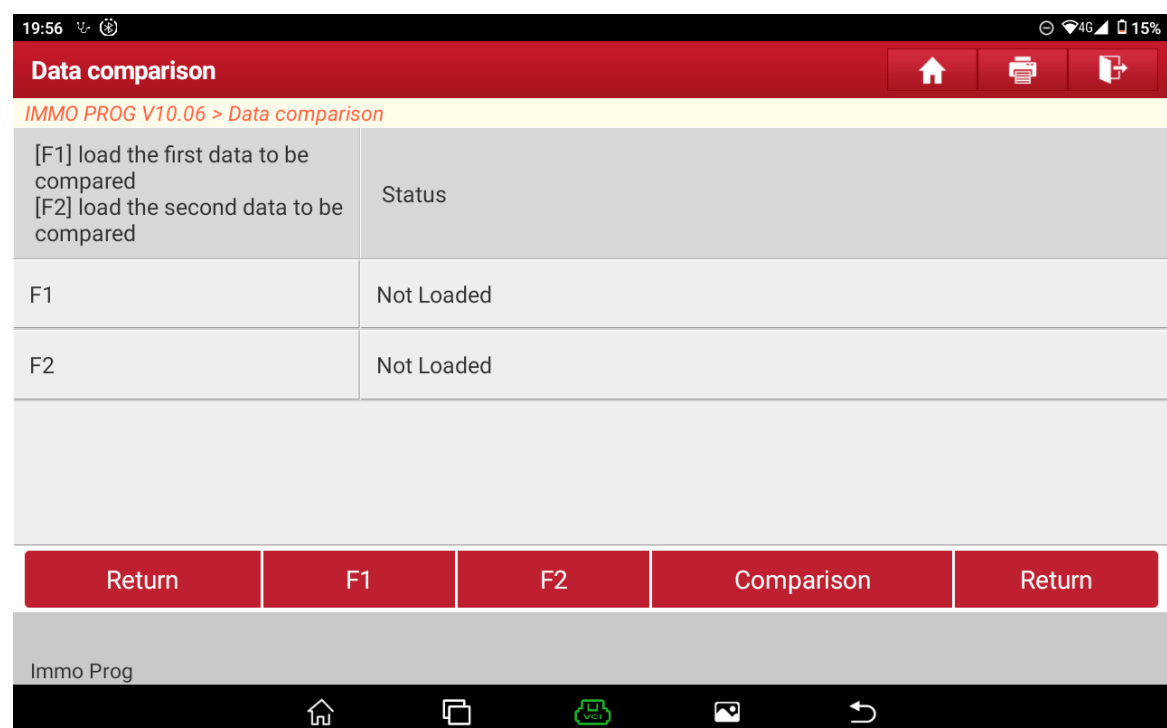 19:56
4G
15%
Data comparison
IMMO PROG V10.06 > Data comparison
[F1] load the first data to be
compared
[F2] load the second data to be
compared
Status
F1
Not Loaded
F2
Not Loaded
Return
F1
F2
Comparison
Return
Immo Prog
VCI